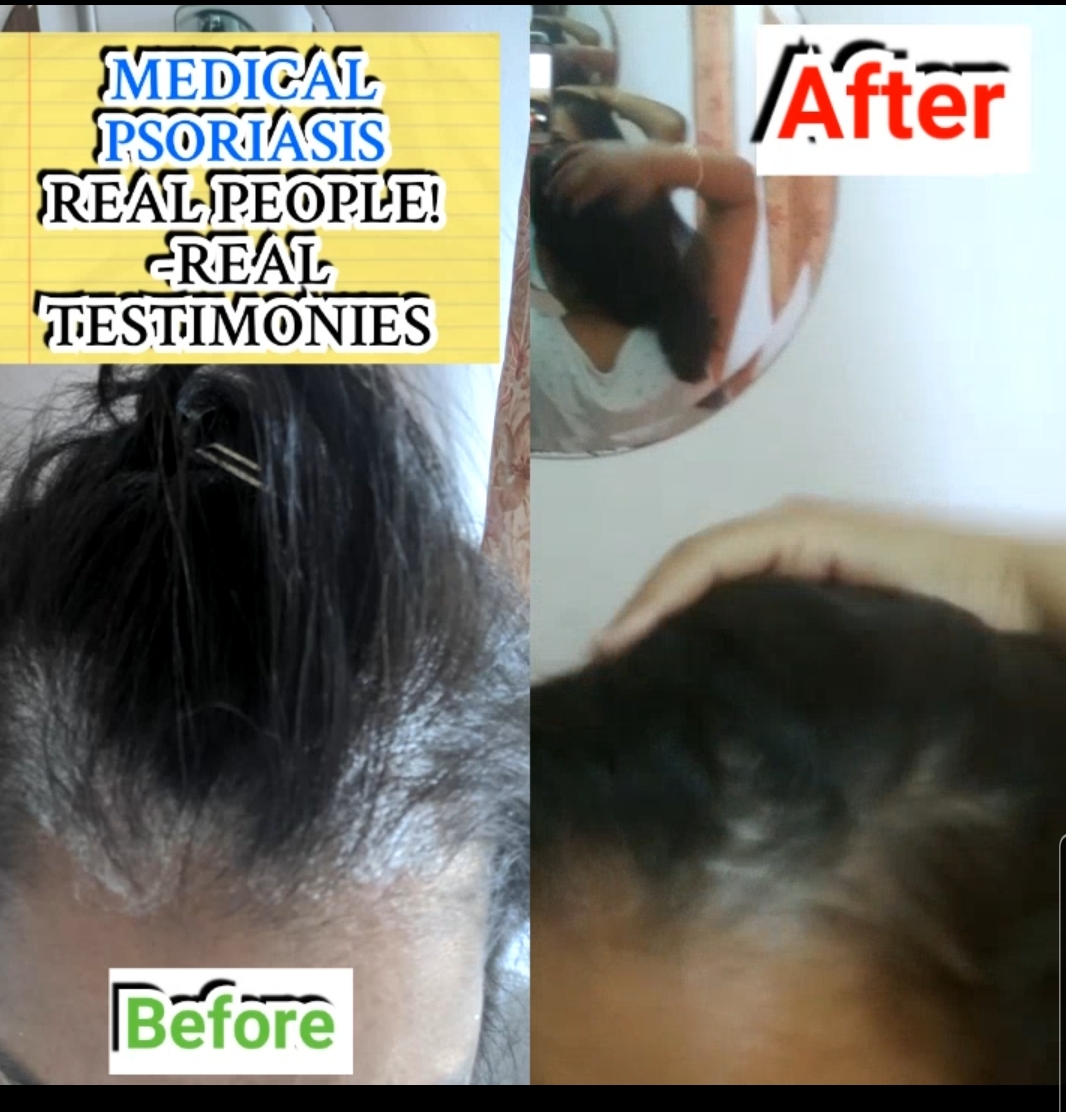 MEDICAL
PSORIASIS
REAL PEOPLE!
-REAL
TESTIMONIES
After
Before